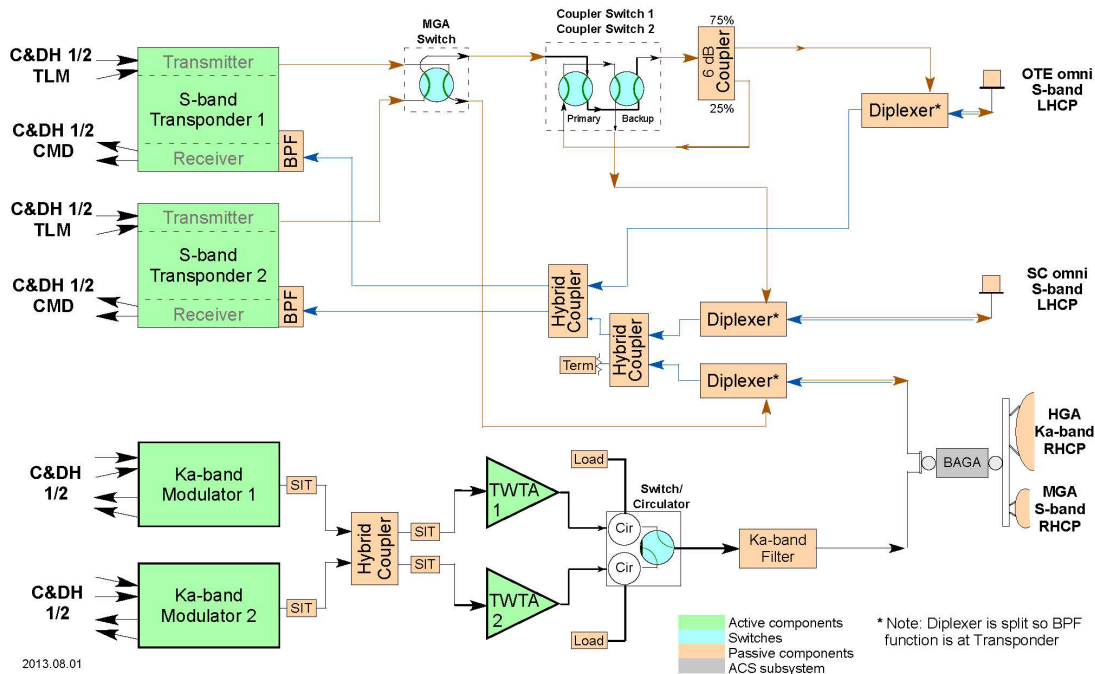 C&DH 1/2
TLM
C&DH 1/2
CMD
Transmitter
S-band
Transponder 1
Receiver
BPF
MGA
Switch
Coupler Switch 1
Coupler Switch 2
Primary
Backup
75%
6 dB
Coupler
25%
Diplexer*
OTE omni
S-band
LHCP
C&DH 1/2
TLM
C&DH 1/2
CMD
Transmitter
S-band
Transponder 2
Receiver
BPF
Hybrid
Coupler
Hybrid
Coupler
Term
Diplexer*
Diplexer*
SC omni
S-band
LHCP
HGA
Ka-band
RHCP
BAGA
MGA
S-band
RHCP
C&DH
1/2
Ka-band
Modulator 1
SIT
Hybrid
Coupler
SIT
TWTA
1
Load
Switch/
Circulator
Cir
Cir
Ka-band
Filter
C&DH
1/2
Ka-band
Modulator 2
SIT
SIT
TWTA
2
Load
Active components
Switches
Passive components
ACS subsystem
* Note: Diplexer is split so BPF
function is at Transponder
2013.08.01